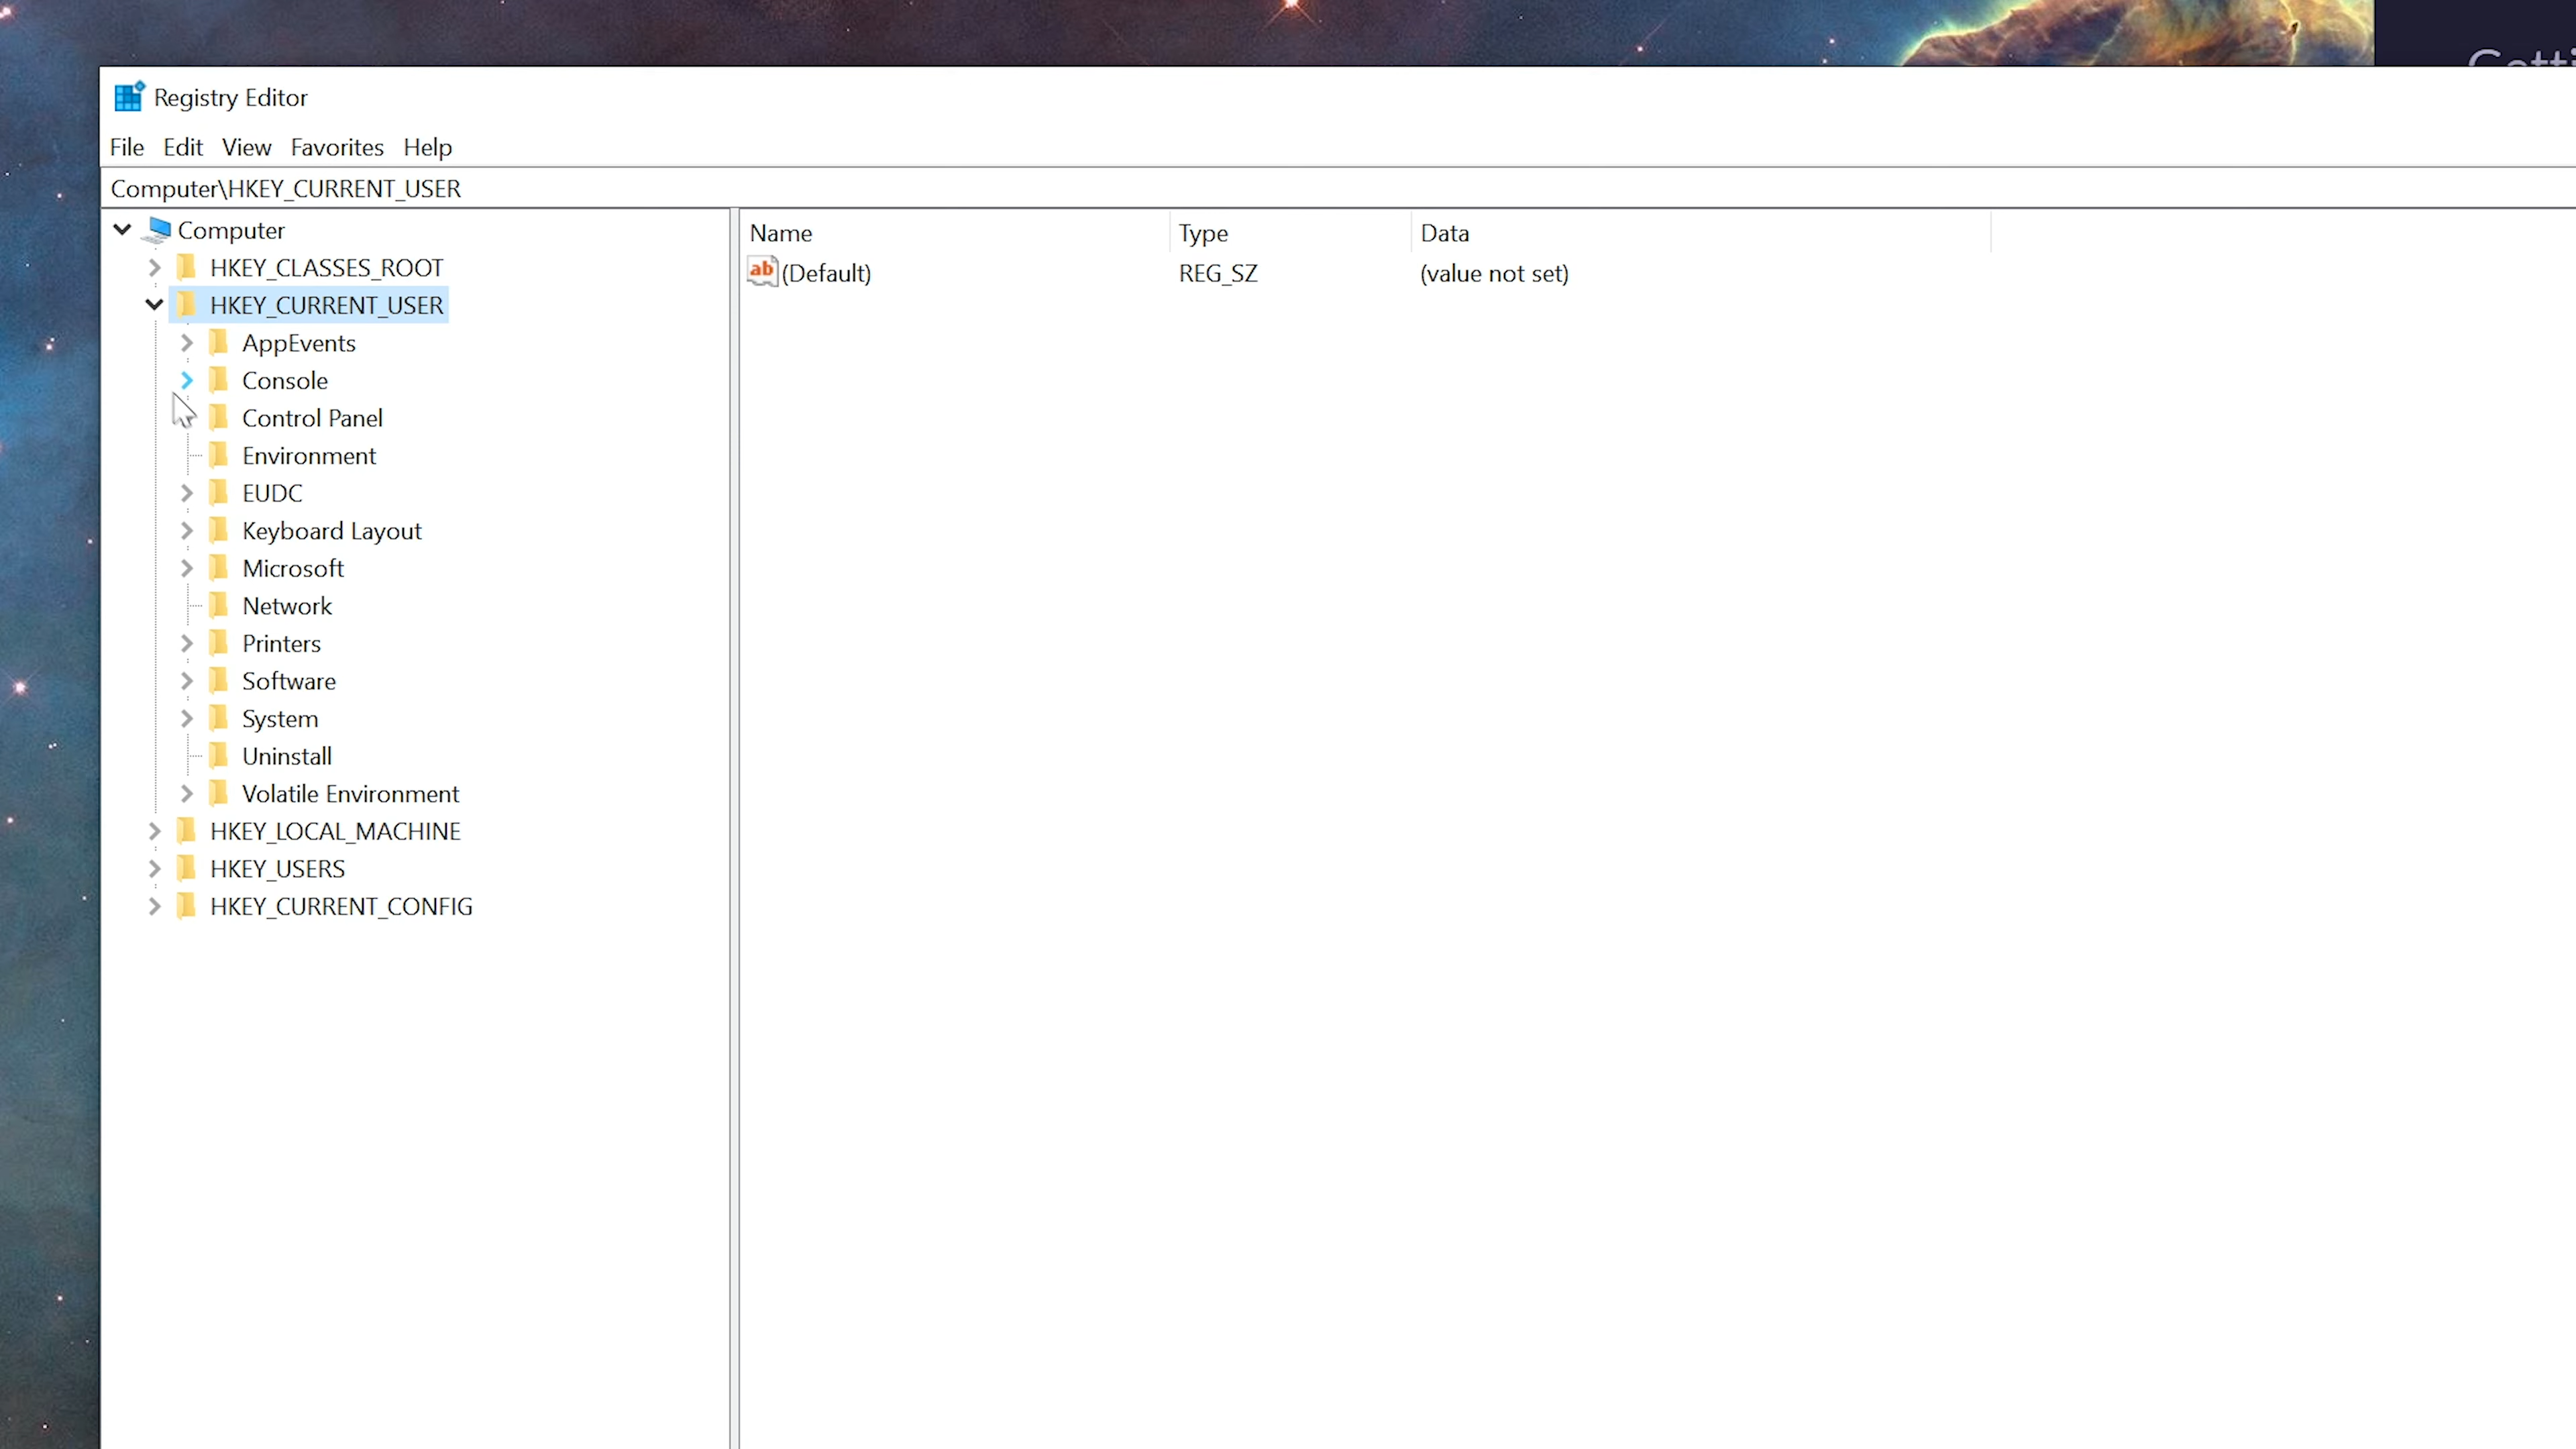 Registry Editor
File Edit View Favorites Help
Computer\HKEY_CURRENT_USER
Computer
HKEY_CLASSES_ROOT
HKEY_CURRENT_USER
AppEvents
Console
Control Panel
Environment
EUDC
Keyboard Layout
Microsoft
Network
Printers
Software
System
Uninstall
Volatile Environment
HKEY_LOCAL_MACHINE
HKEY_USERS
HKEY_CURRENT_CONFIG
Name Type Data
ab (Default) REG_SZ (value not set)